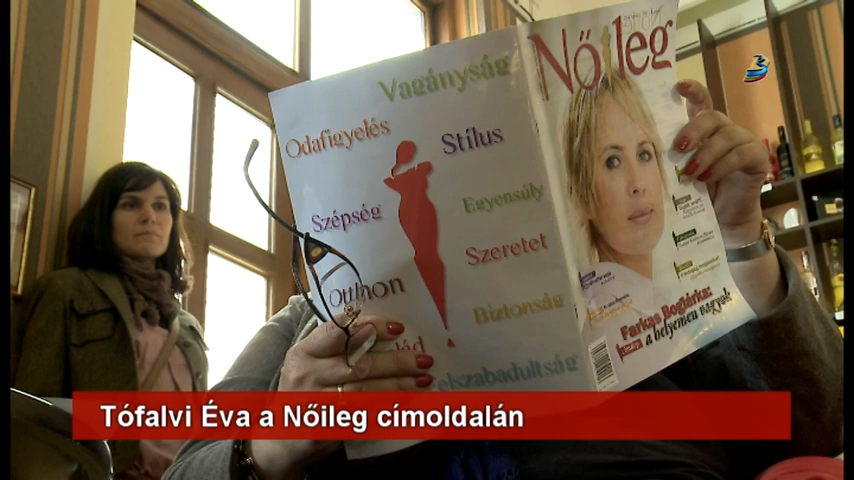 Vagányság
Odafigyelés
Stílus
Egyensúly
Szépség
Szeretet
Otthon
Biztonság
Felszabadultság
Nőileg
Farkas Boglárka:
a helyemen vagyok
Tófalvi Éva a Nőileg címoldalán